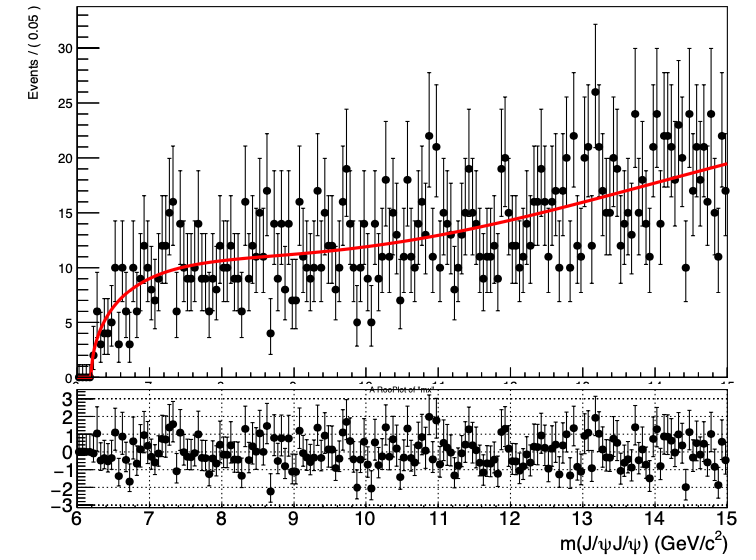 Events / ( 0.05 )
30
25
20
15
10
5
0
7 8 9 10 11 12 13 14 15
A RooPlot of "mx"
3
2
1
0
−1
−2
−3
6 7 8 9 10 11 12 13 14 15
m(J/ψJ/ψ) (GeV/c²)